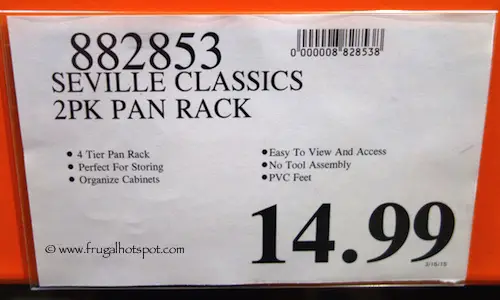 882853
0 000008 828538
SEVILLE CLASSICS
2PK PAN RACK
• 4 Tier Pan Rack
• Perfect For Storing
• Organize Cabinets
• Easy To View And Access
• No Tool Assembly
• PVC Feet
14.99
© www.frugalhotspot.com